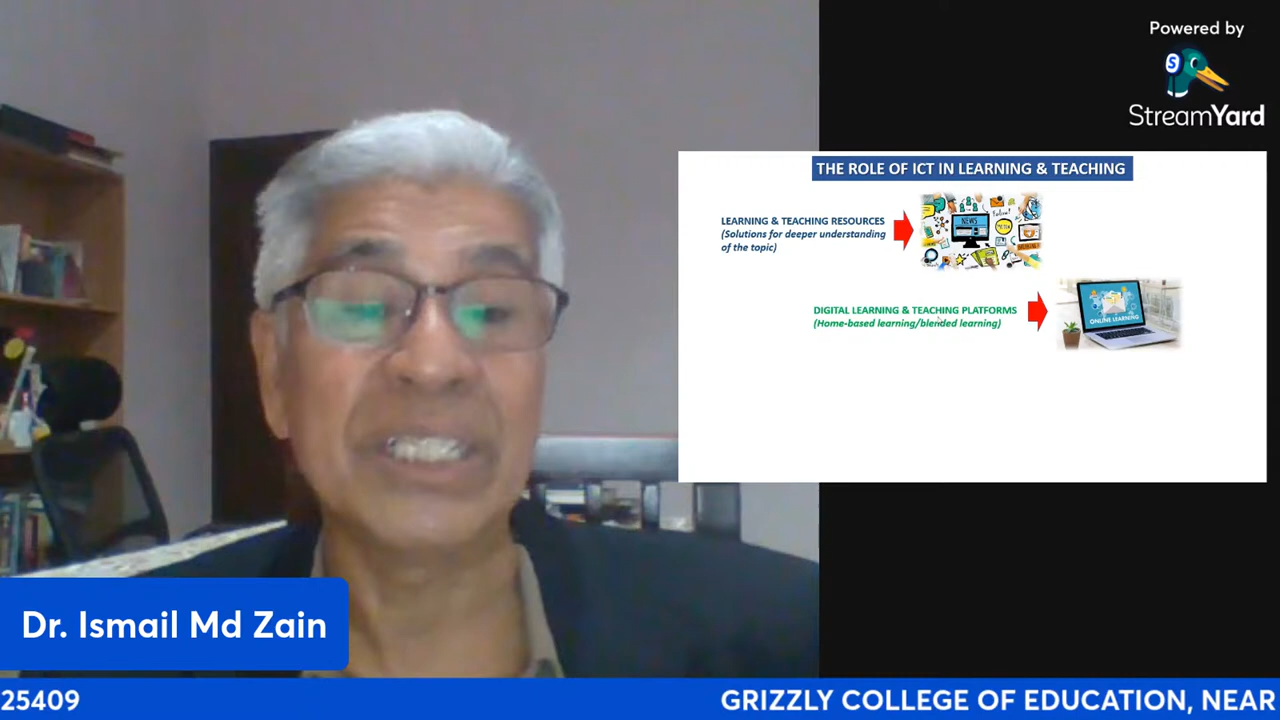 Powered by
StreamYard
THE ROLE OF ICT IN LEARNING & TEACHING
LEARNING & TEACHING RESOURCES
(Solutions for deeper understanding
of the topic)
NEWS
DIGITAL LEARNING & TEACHING PLATFORMS
(Home-based learning/blended learning)
ONLINE LEARNING
Dr. Ismail Md Zain
25409
GRIZZLY COLLEGE OF EDUCATION, NEAR